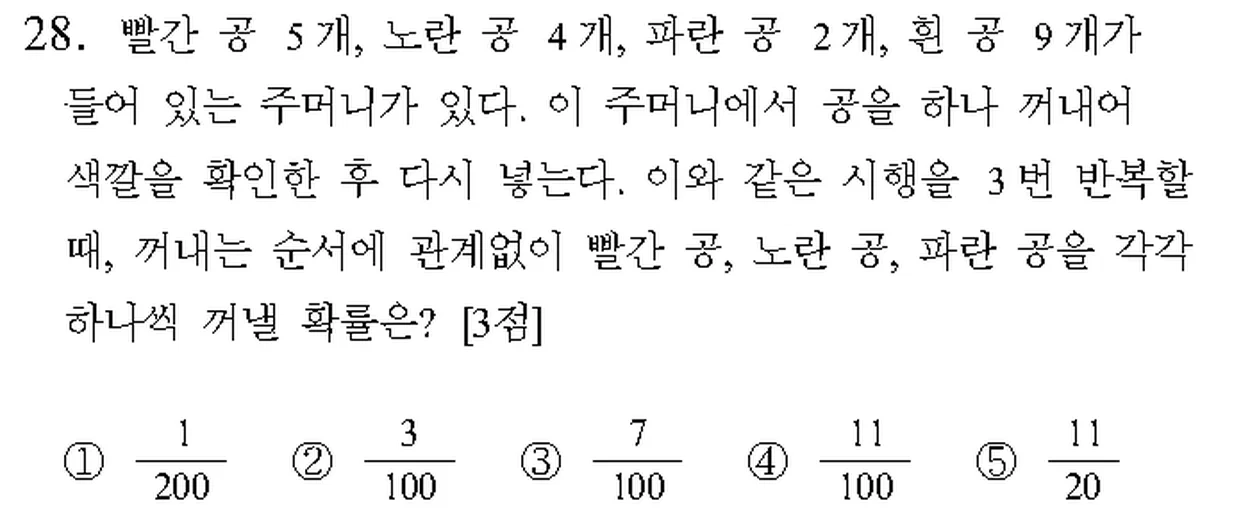 28. 빨간 공 5개, 노란 공 4개, 파란 공 2개, 흰 공 9개가
들어 있는 주머니가 있다. 이 주머니에서 공을 하나 꺼내어
색깔을 확인한 후 다시 넣는다. 이와 같은 시행을 3번 반복할
때, 꺼내는 순서에 관계없이 빨간 공, 노란 공, 파란 공을 각각
하나씩 꺼낼 확률은? [3점]
① 1/200 ② 3/100 ③ 7/100 ④ 11/100 ⑤ 11/20